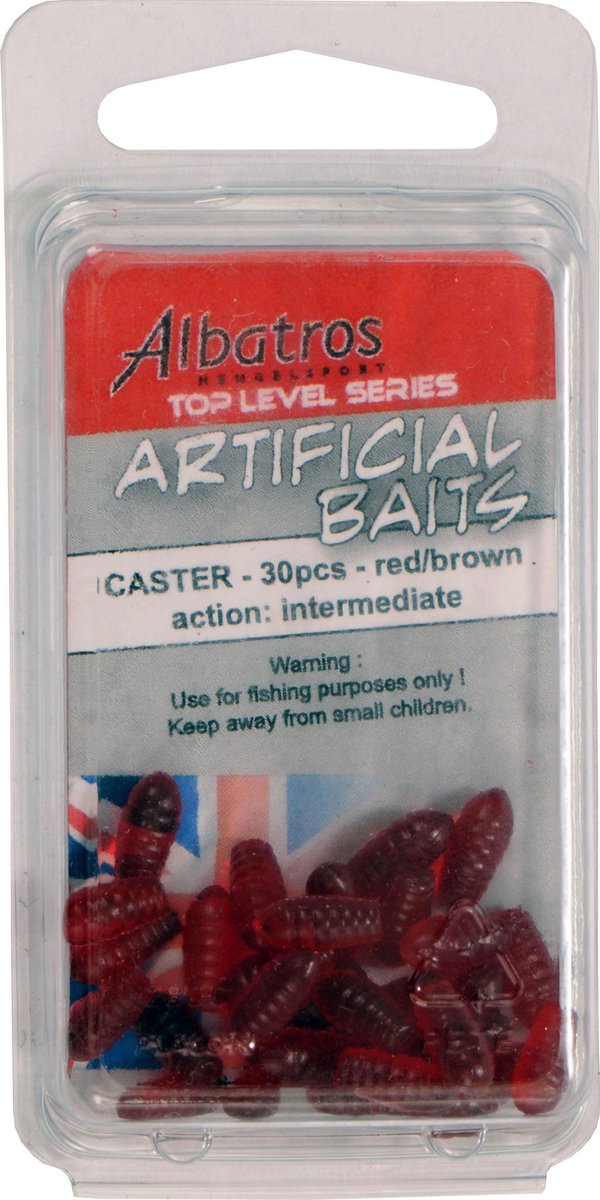 Albatros
HENGELSPORT
TOP LEVEL SERIES
ARTIFICIAL
BAITS
CASTER - 30pcs - red/brown
action: intermediate
Warning :
Use for fishing purposes only !
Keep away from small children.